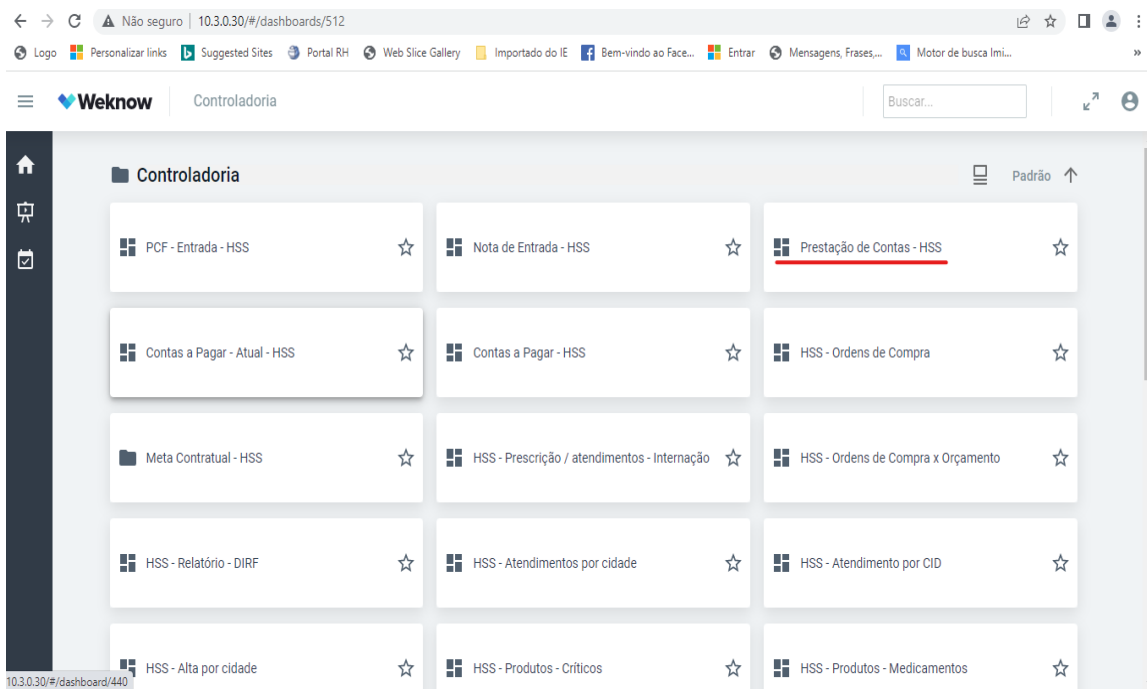 Não seguro | 10.3.0.30/#/dashboards/512
Logo Personalizar links Suggested Sites Portal RH Web Slice Gallery Importado do IE Bem-vindo ao Face... Entrar Mensagens, Frases,... Motor de busca Imi... »
Weknow Controladoria Buscar...
Controladoria Padrão
PCF - Entrada - HSS Nota de Entrada - HSS Prestação de Contas - HSS
Contas a Pagar - Atual - HSS Contas a Pagar - HSS HSS - Ordens de Compra
Meta Contratual - HSS HSS - Prescrição / atendimentos - Internação HSS - Ordens de Compra x Orçamento
HSS - Relatório - DIRF HSS - Atendimentos por cidade HSS - Atendimento por CID
HSS - Alta por cidade HSS - Produtos - Críticos HSS - Produtos - Medicamentos
10.3.0.30/#/dashboard/440